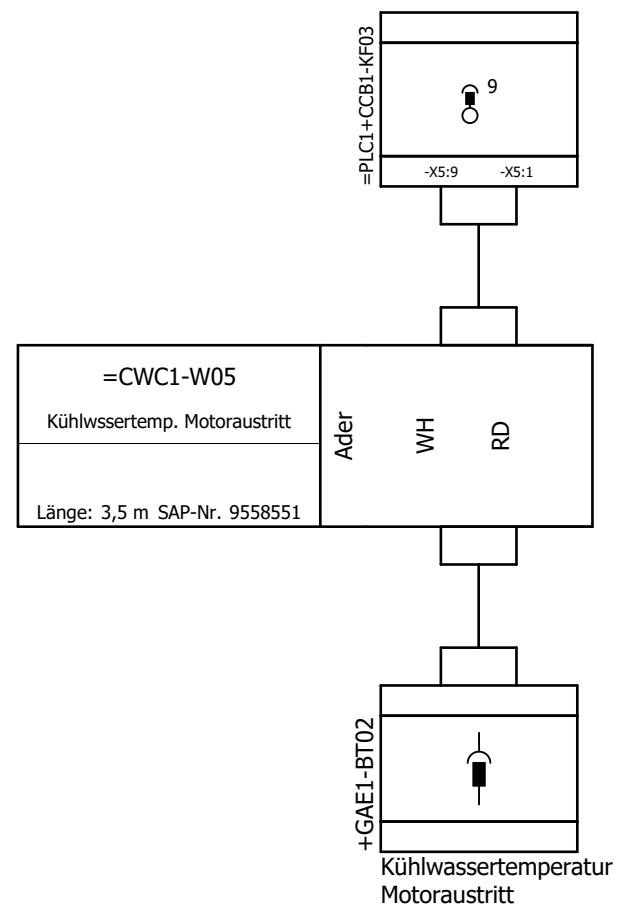 =PLC1+CCB1-KF03
9
-X5:9 -X5:1
=CWC1-W05
Kühlwssertemp. Motoraustritt
Länge: 3,5 m SAP-Nr. 9558551
Ader
WH
RD
+GAE1-BT02
Kühlwassertemperatur
Motoraustritt